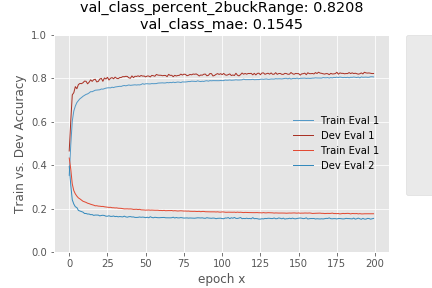 val_class_percent_2buckRange: 0.8208
val_class_mae: 0.1545
Train vs. Dev Accuracy
1.0
0.8
0.6
0.4
0.2
0.0
Train Eval 1
Dev Eval 1
Train Eval 1
Dev Eval 2
0
25
50
75
100
125
150
175
200
epoch x